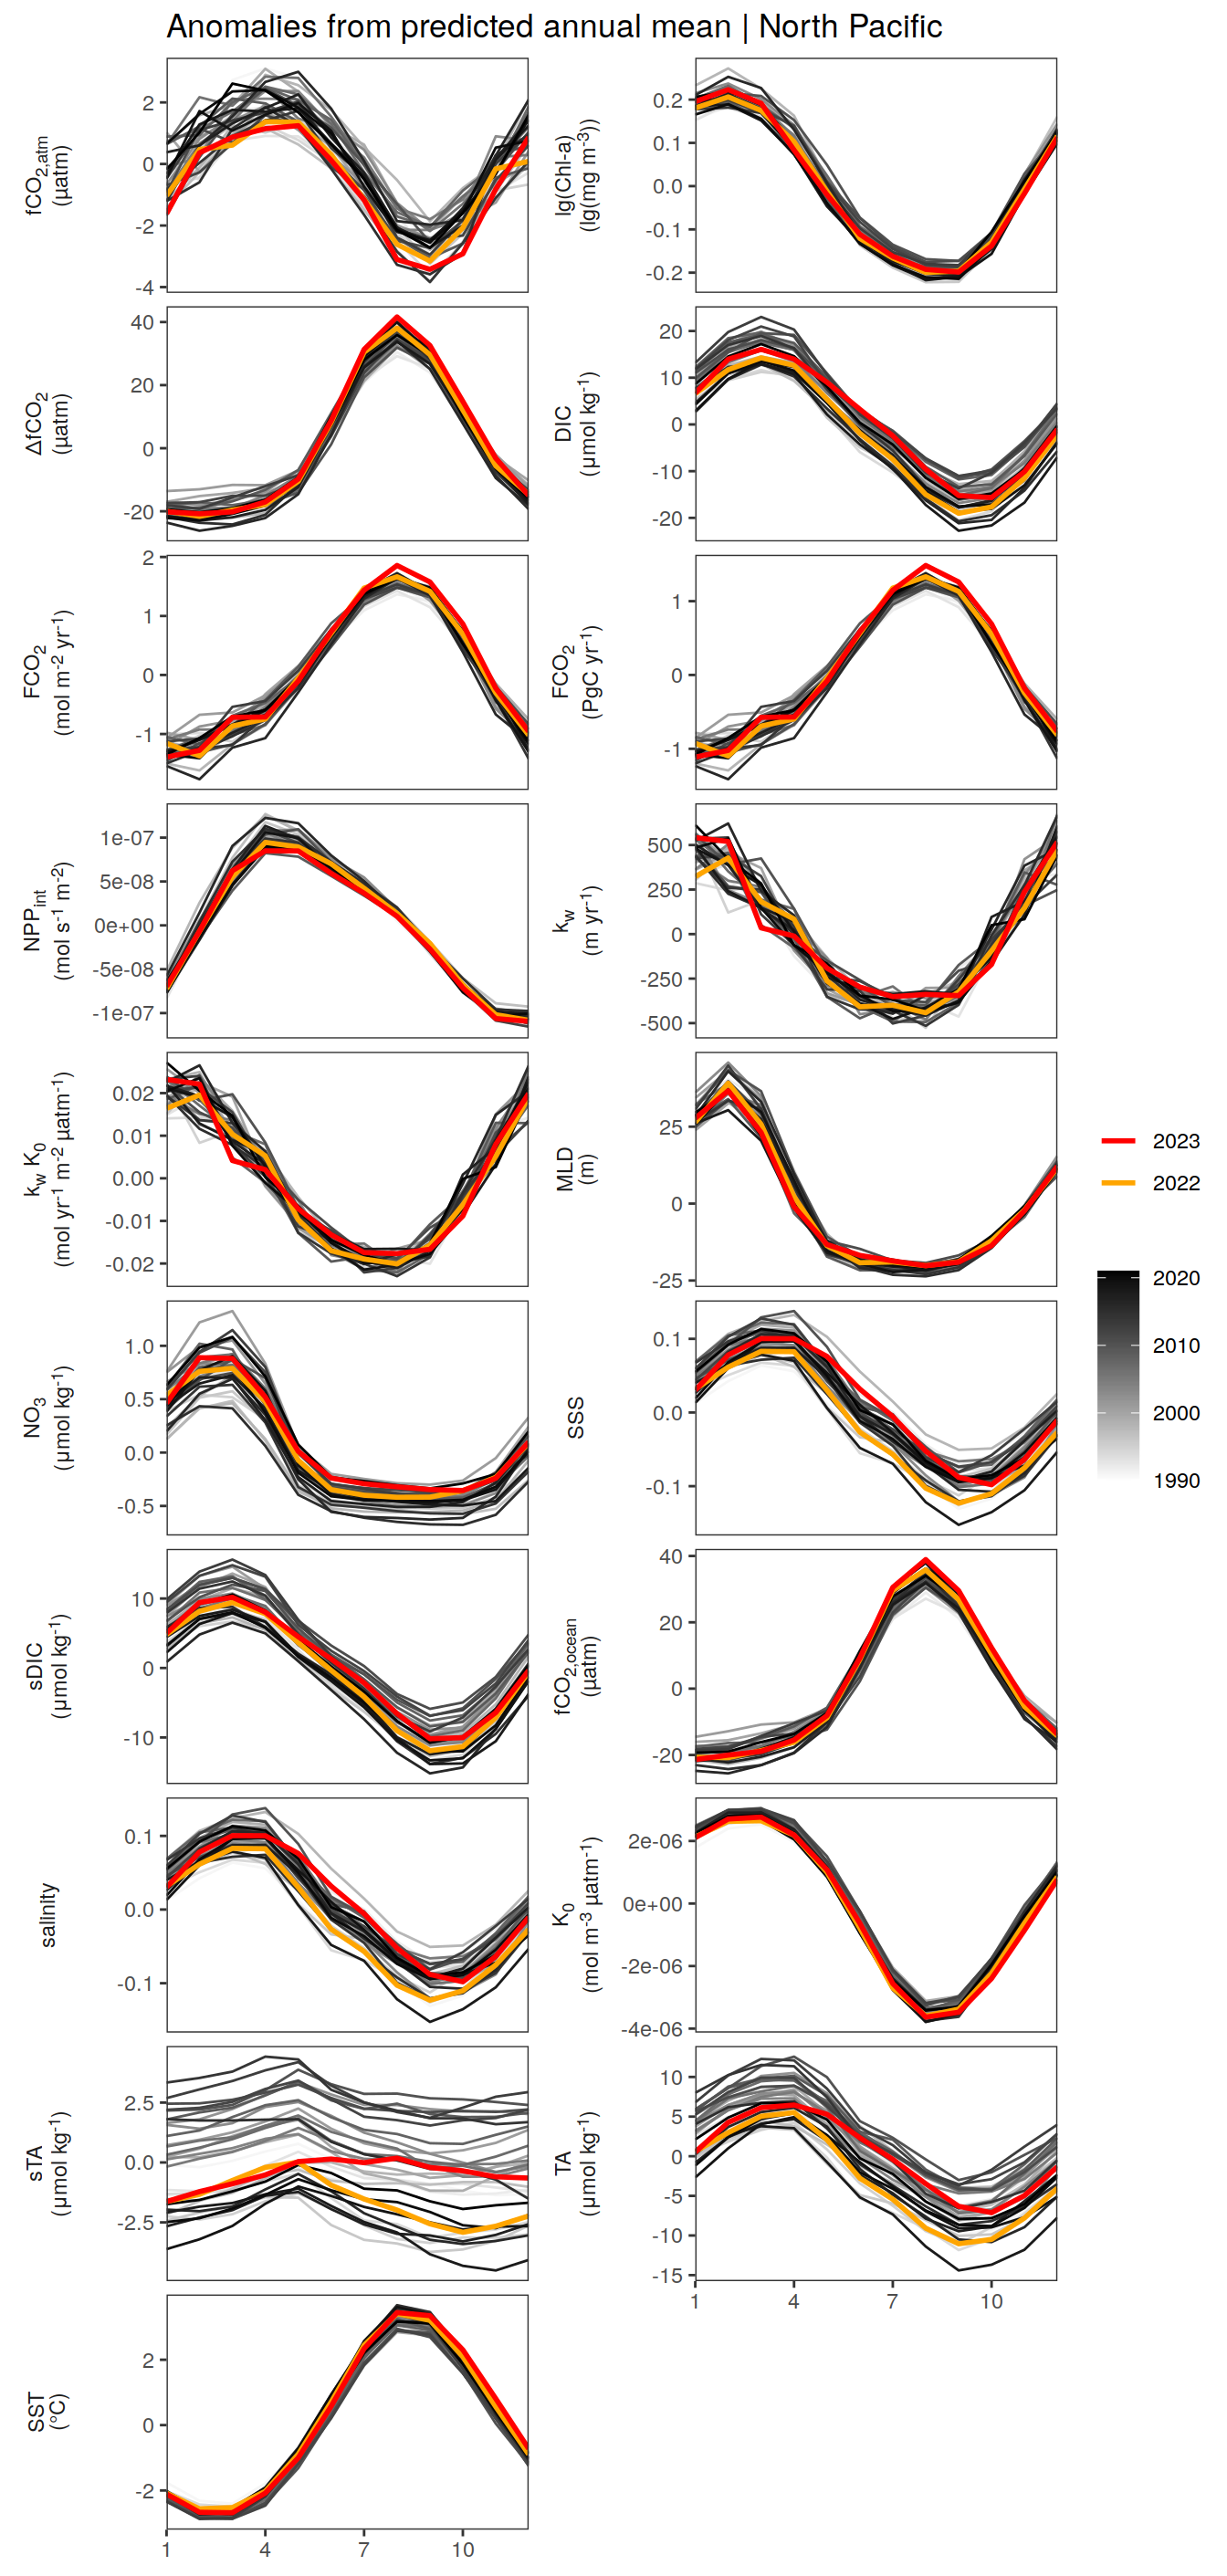 Anomalies from predicted annual mean | North Pacific
fCO2,atm
(µatm)
2
0
-2
-4
lg(Chl-a)
(lg(mg m-3))
0.2
0.1
0.0
-0.1
-0.2
ΔfCO2
(µatm)
40
20
0
-20
DIC
(µmol kg-1)
20
10
0
-10
-20
FCO2
(mol m-2 yr-1)
2
1
0
-1
FCO2
(PgC yr-1)
1
0
-1
NPPint
(mol s-1 m-2)
1e-07
5e-08
0e+00
-5e-08
-1e-07
kw
(m yr-1)
500
250
0
-250
-500
kw K0
(mol yr-1 m-2 µatm-1)
0.02
0.01
0.00
-0.01
-0.02
MLD
(m)
25
0
-25
NO3
(µmol kg-1)
1.0
0.5
0.0
-0.5
SSS
0.1
0.0
-0.1
sDIC
(µmol kg-1)
10
0
-10
fCO2,ocean
(µatm)
40
20
0
-20
salinity
0.1
0.0
-0.1
K0
(mol m-3 µatm-1)
2e-06
0e+00
-2e-06
-4e-06
sTA
(µmol kg-1)
2.5
0.0
-2.5
TA
(µmol kg-1)
10
5
0
-5
-10
-15
1 4 7 10
SST
(°C)
2
0
-2
1 4 7 10
2023
2022
2020
2010
2000
1990